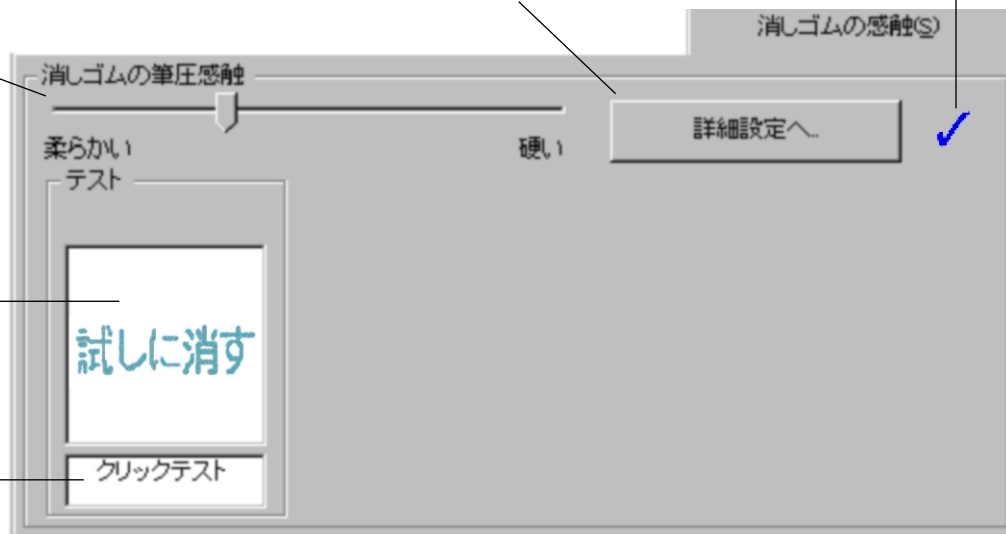 消しゴムの感触(S)
消しゴムの筆圧感触
詳細設定へ...
柔らかい 硬い
テスト
試しに消す
クリックテスト